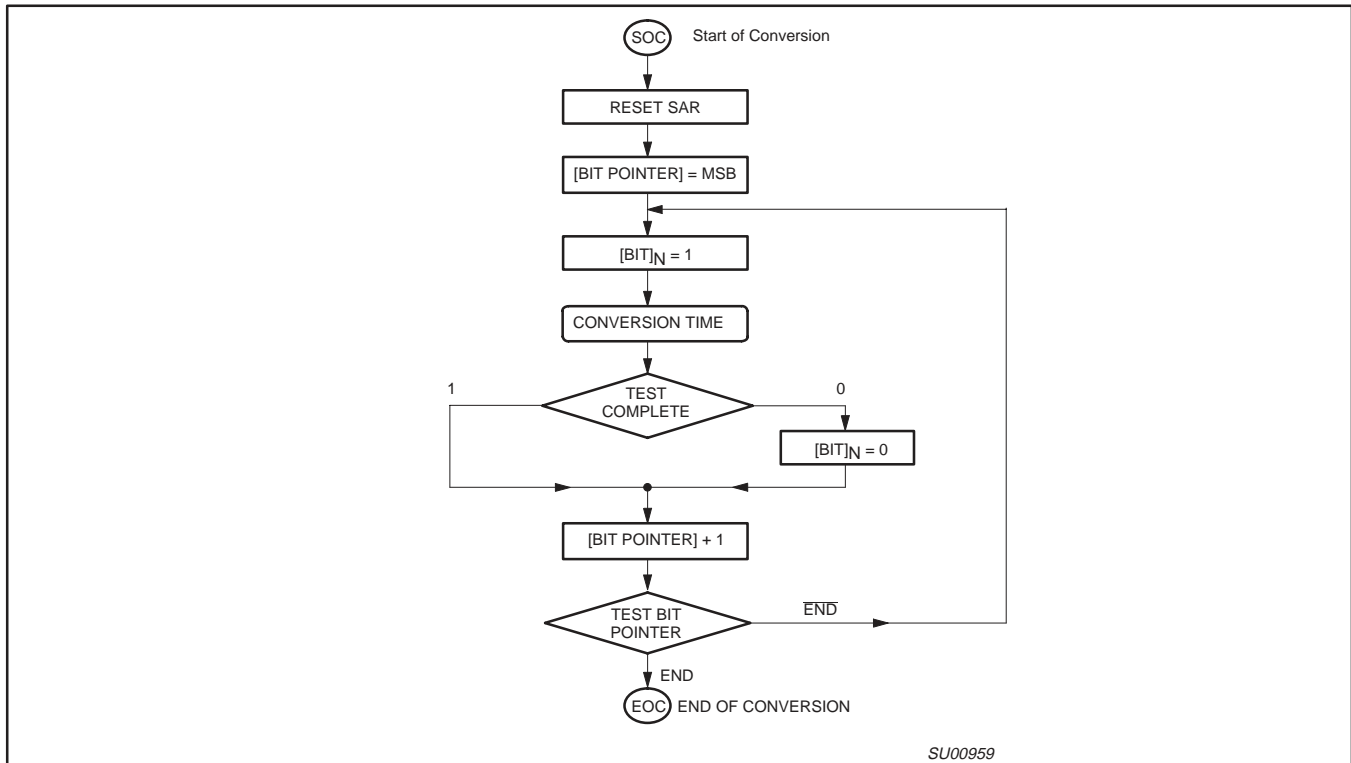 SOC Start of Conversion
RESET SAR
[BIT POINTER] = MSB
[BIT]N = 1
CONVERSION TIME
1
TEST
COMPLETE
0
[BIT]N = 0
[BIT POINTER] + 1
TEST BIT
POINTER
END
END
EOC END OF CONVERSION
SU00959